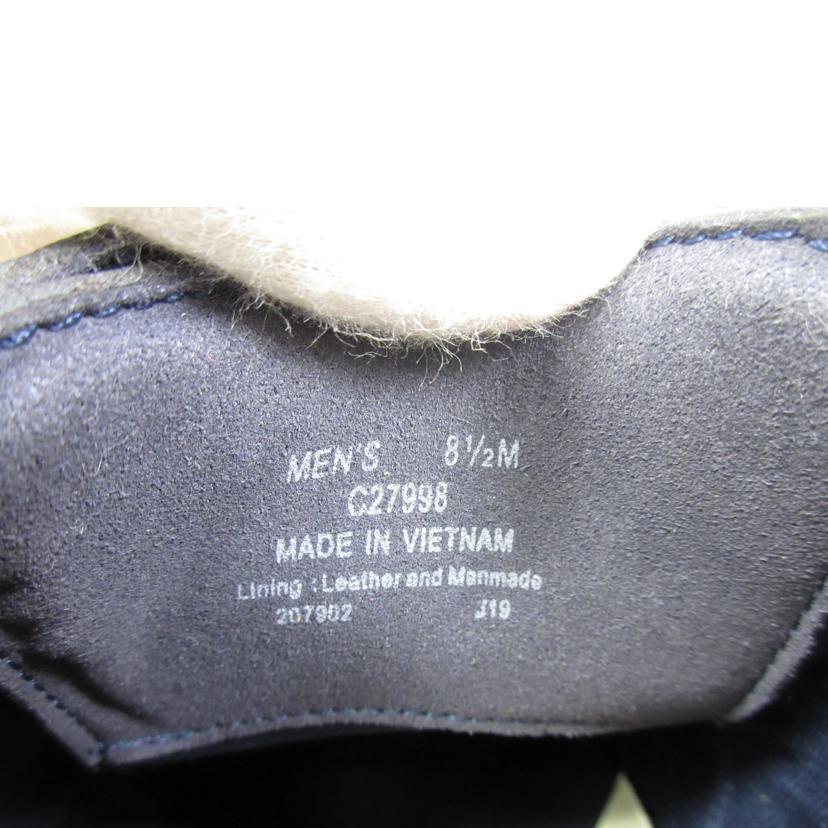 MEN'S 8½M
C27998
MADE IN VIETNAM
Lining : Leather and Manmade
207902 J19